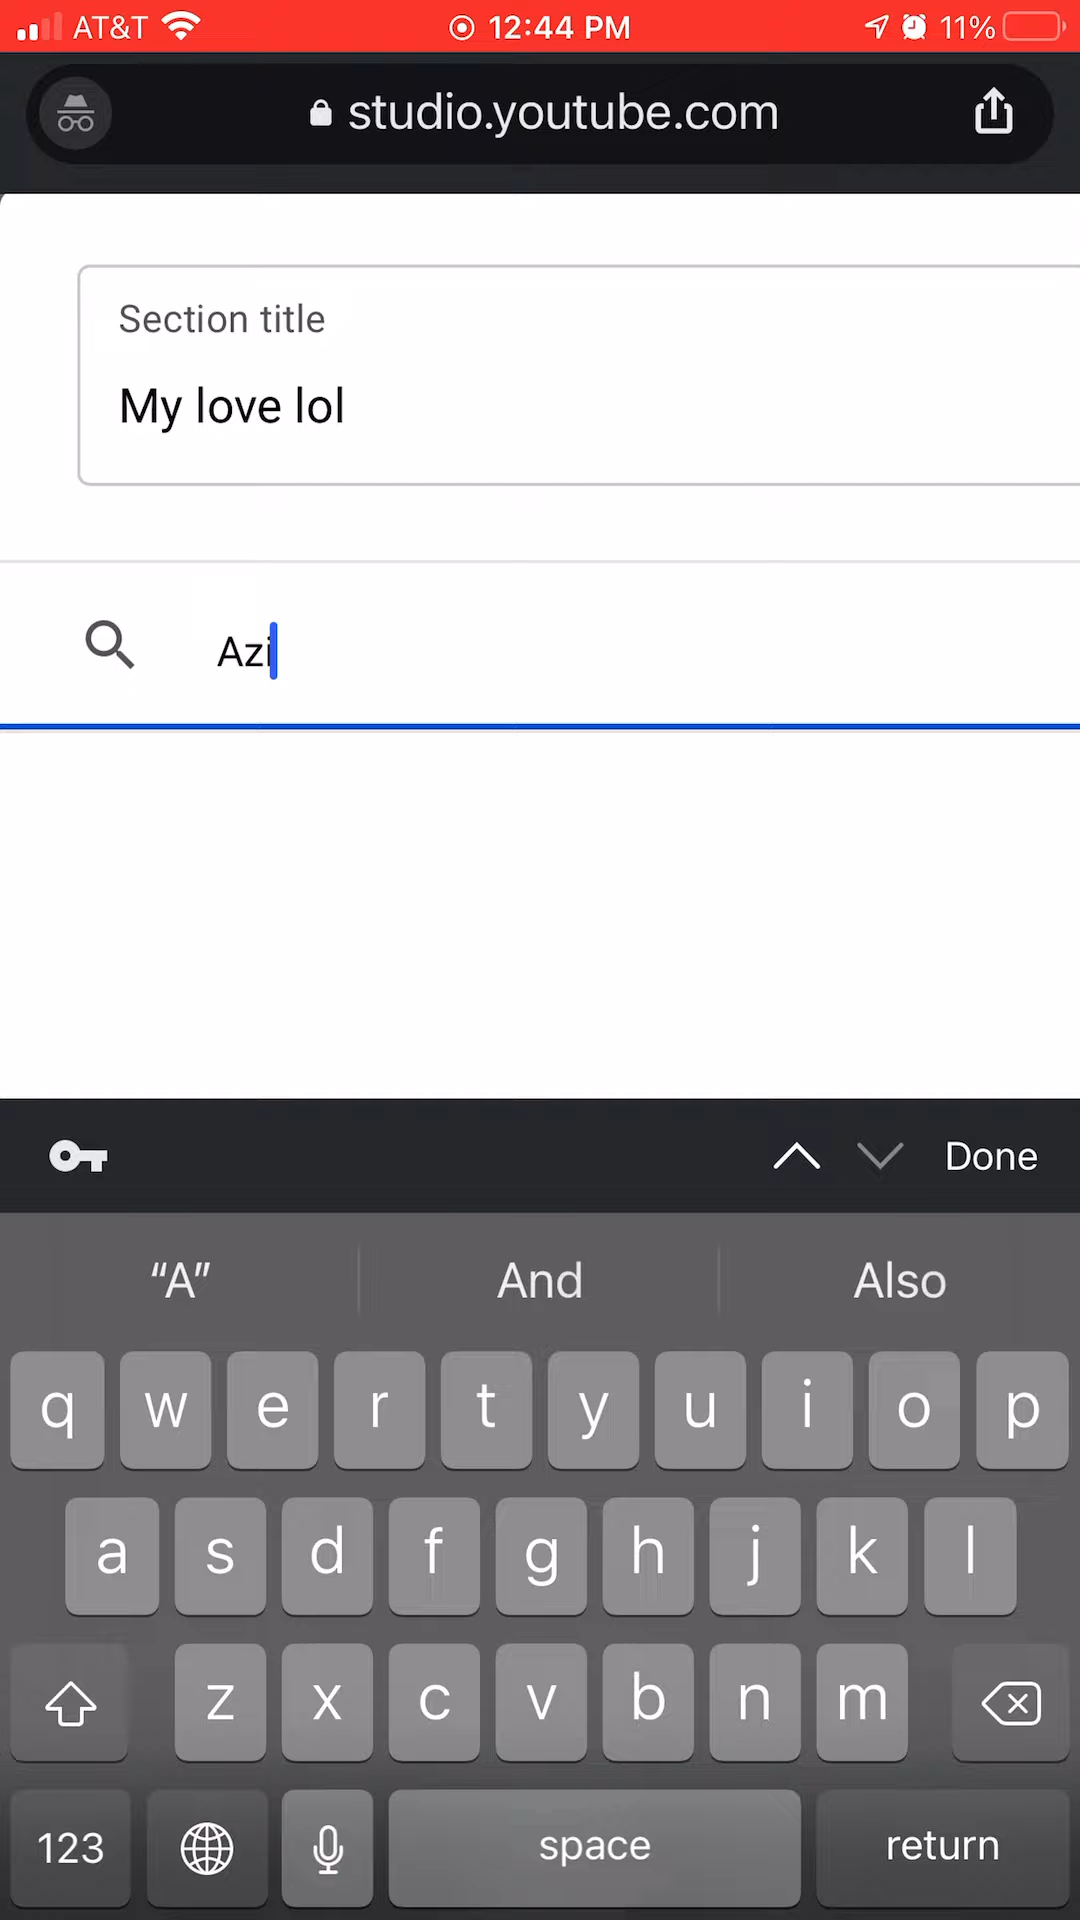 AT&T 12:44 PM 11%
studio.youtube.com
Section title
My love lol
Azi
Done
“A” And Also
q w e r t y u i o p
a s d f g h j k l
z x c v b n m
123 space return